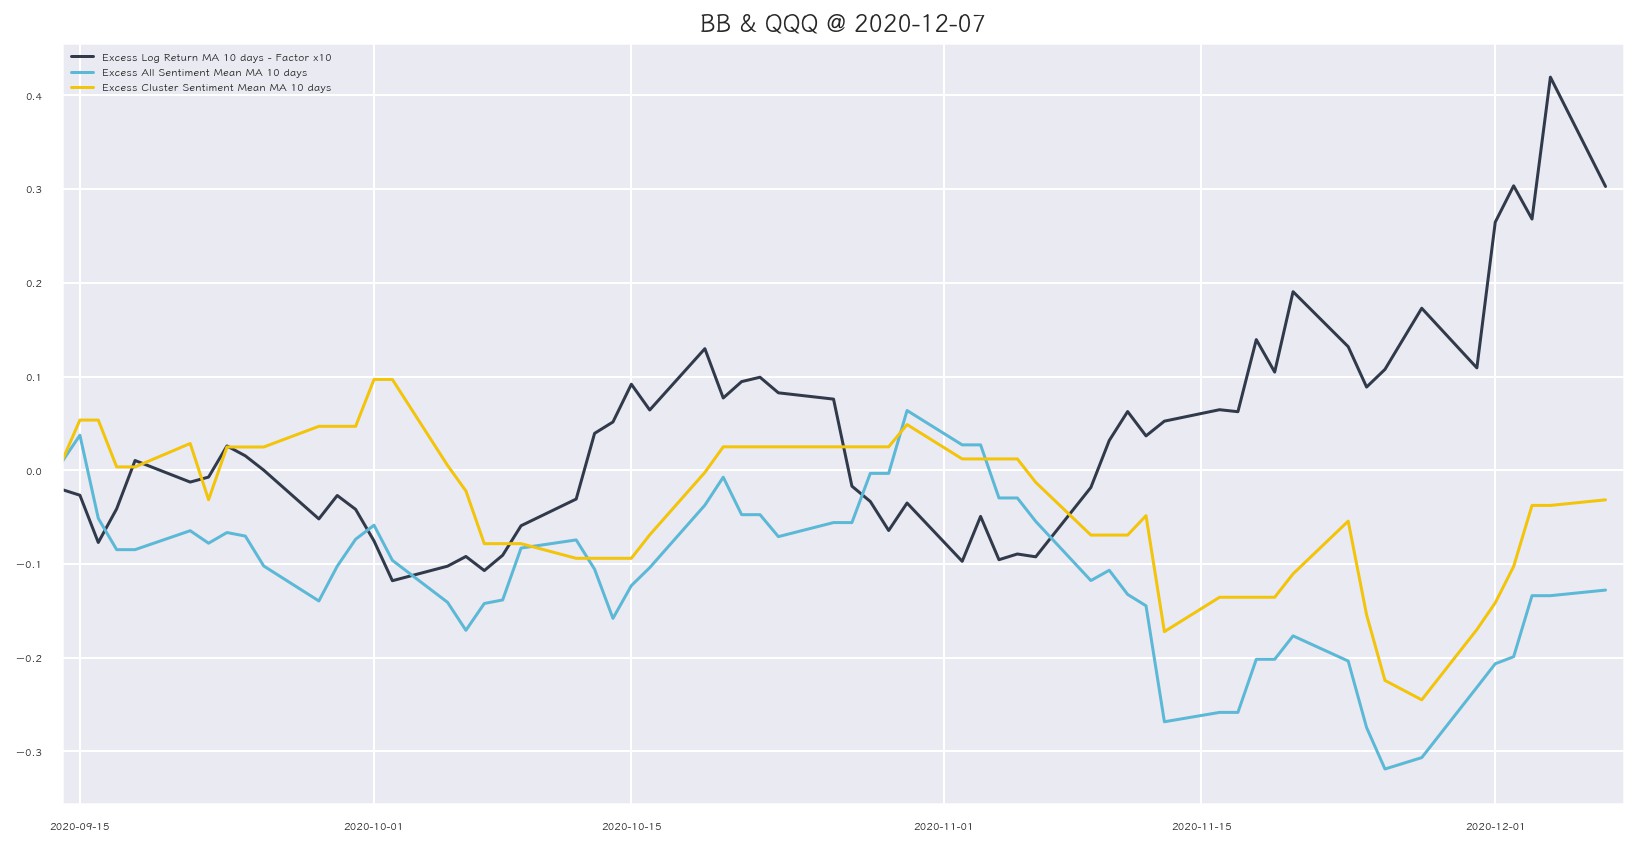 BB & QQQ @ 2020-12-07
Excess Log Return MA 10 days - Factor x10
Excess All Sentiment Mean MA 10 days
Excess Cluster Sentiment Mean MA 10 days
0.4
0.3
0.2
0.1
0.0
−0.1
−0.2
−0.3
2020-09-15 2020-10-01 2020-10-15 2020-11-01 2020-11-15 2020-12-01